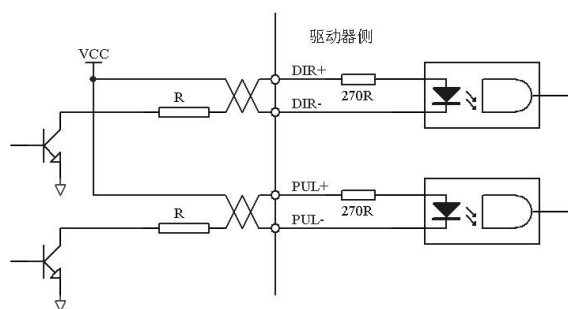 驱动器侧
VCC
DIR+
R
270R
DIR-
PUL+
R
270R
PUL-